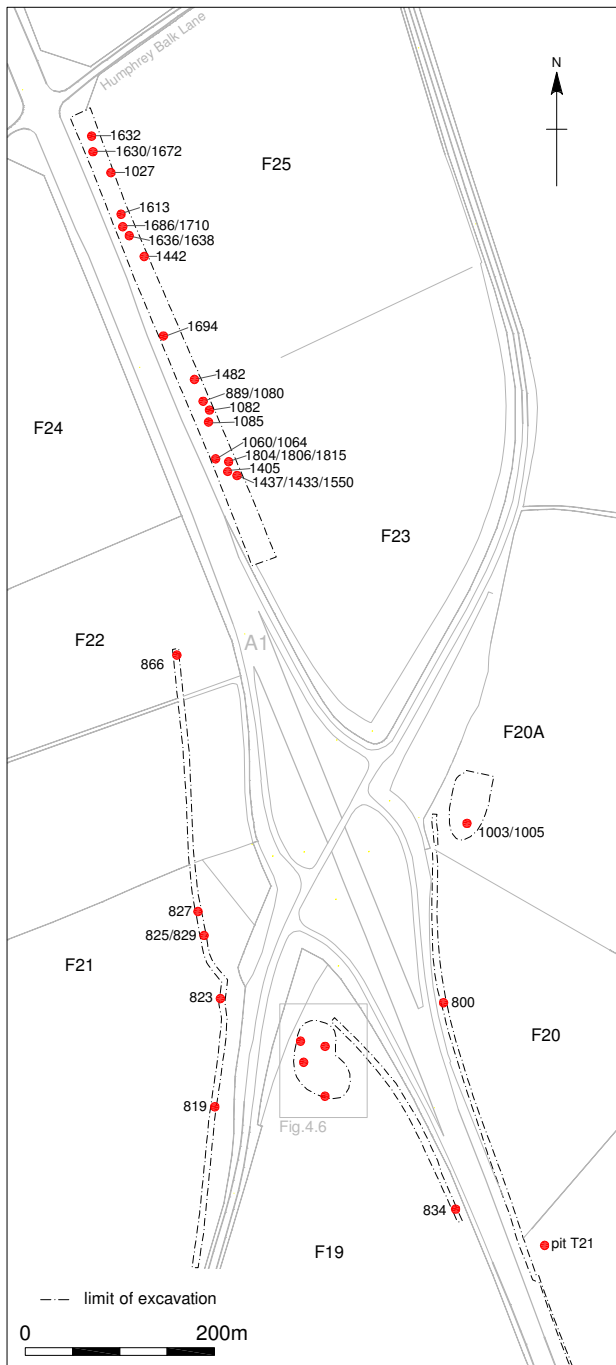 Humphrey Balk Lane
N
1632
1630/1672
F25
1027
1613
1686/1710
1636/1638
1442
1694
1482
889/1080
F24
1082
1085
1060/1064
1804/1806/1815
1405
1437/1433/1550
F23
F22
A1
866
F20A
1003/1005
827
825/829
F21
823
800
F20
819
Fig.4.6
834
pit T21
F19
limit of excavation
0 200m